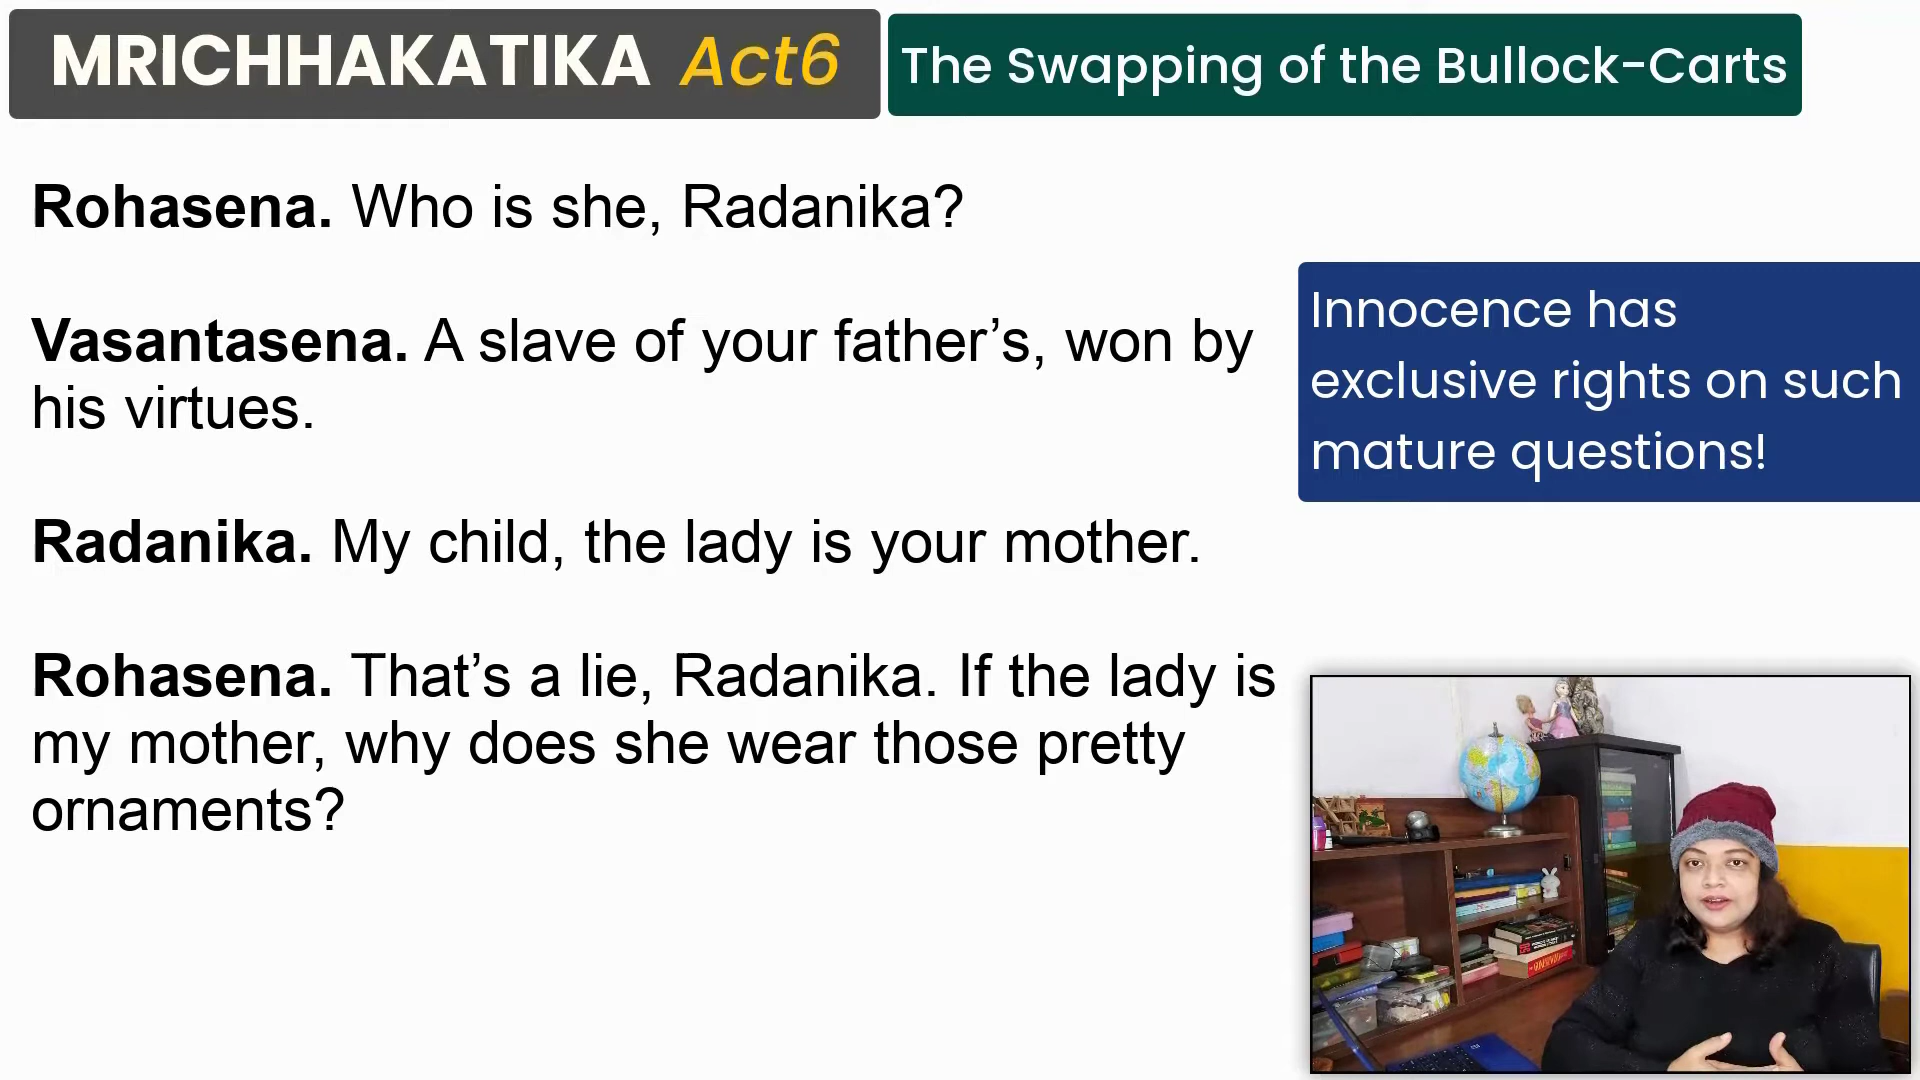 MRICHHAKATIKA Act6
The Swapping of the Bullock-Carts
Rohasena. Who is she, Radanika?
Vasantasena. A slave of your father’s, won by
his virtues.
Radanika. My child, the lady is your mother.
Rohasena. That’s a lie, Radanika. If the lady is
my mother, why does she wear those pretty
ornaments?
Innocence has
exclusive rights on such
mature questions!